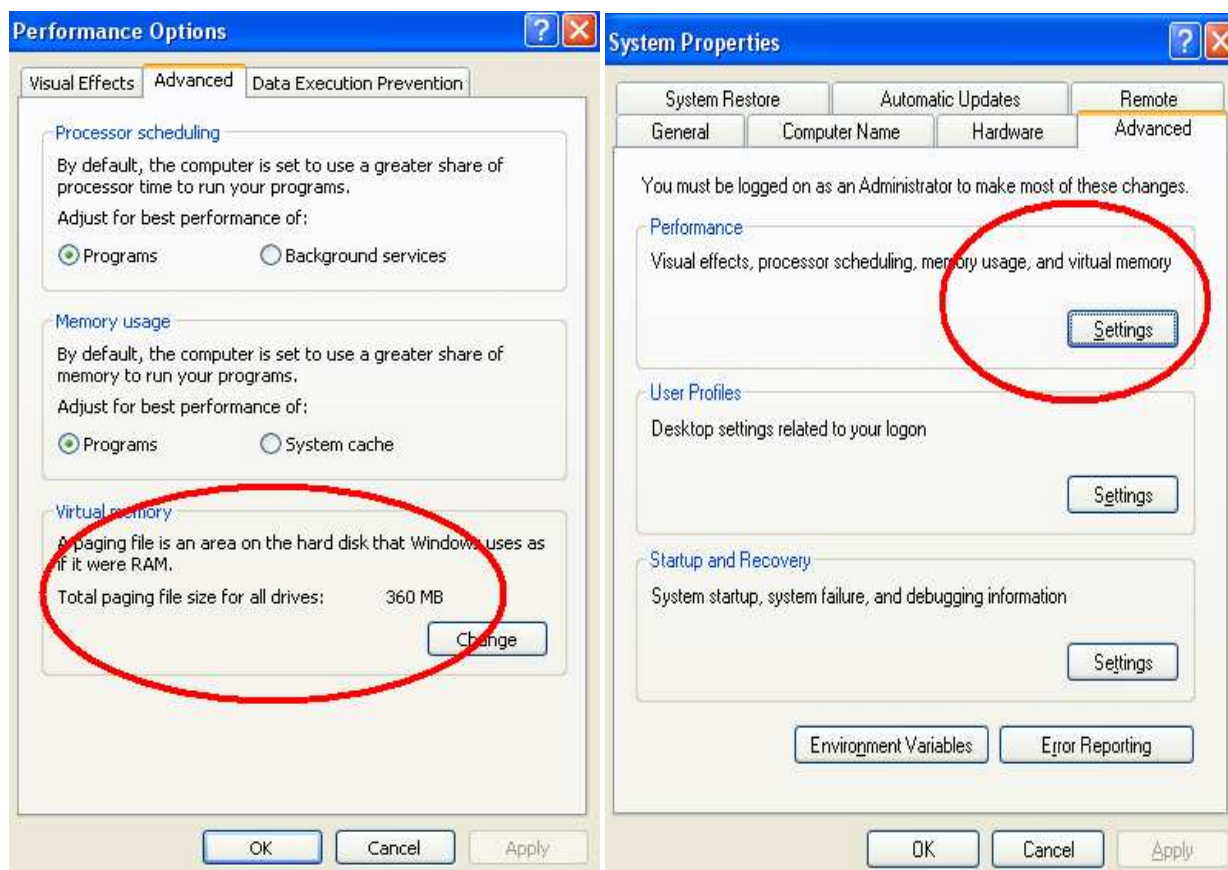 Performance Options
Visual Effects
Advanced
Data Execution Prevention
Processor scheduling
By default, the computer is set to use a greater share of
processor time to run your programs.
Adjust for best performance of:
Programs
Background services
Memory usage
By default, the computer is set to use a greater share of
memory to run your programs.
Adjust for best performance of:
Programs
System cache
Virtual memory
A paging file is an area on the hard disk that Windows uses as
if it were RAM.
Total paging file size for all drives: 360 MB
Change
OK
Cancel
Apply
System Properties
System Restore
Automatic Updates
Remote
General
Computer Name
Hardware
Advanced
You must be logged on as an Administrator to make most of these changes.
Performance
Visual effects, processor scheduling, memory usage, and virtual memory
Settings
User Profiles
Desktop settings related to your logon
Settings
Startup and Recovery
System startup, system failure, and debugging information
Settings
Environment Variables
Error Reporting
OK
Cancel
Apply